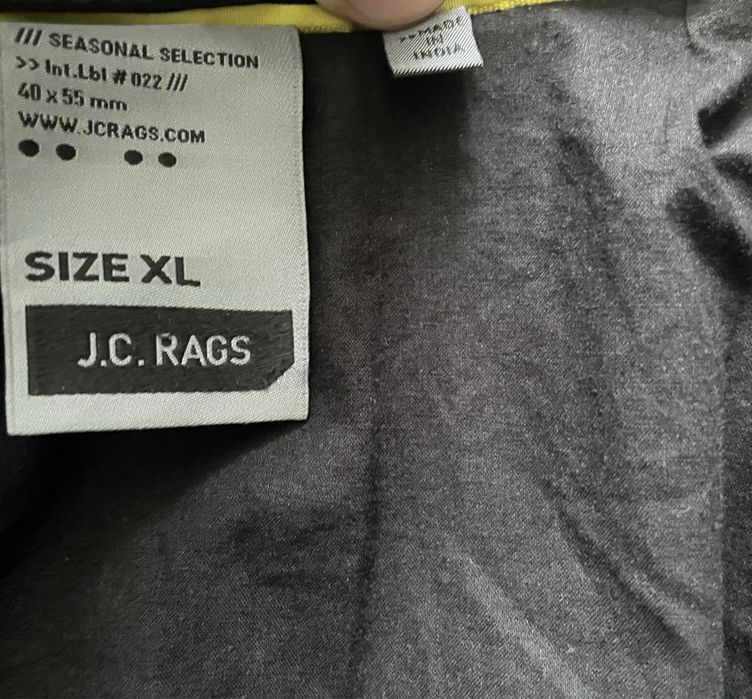 /// SEASONAL SELECTION
>> Int.Lbl # 022 ///
40 x 55 mm
WWW.JCRAGS.COM
SIZE XL
J.C. RAGS
>>MADE
IN
INDIA